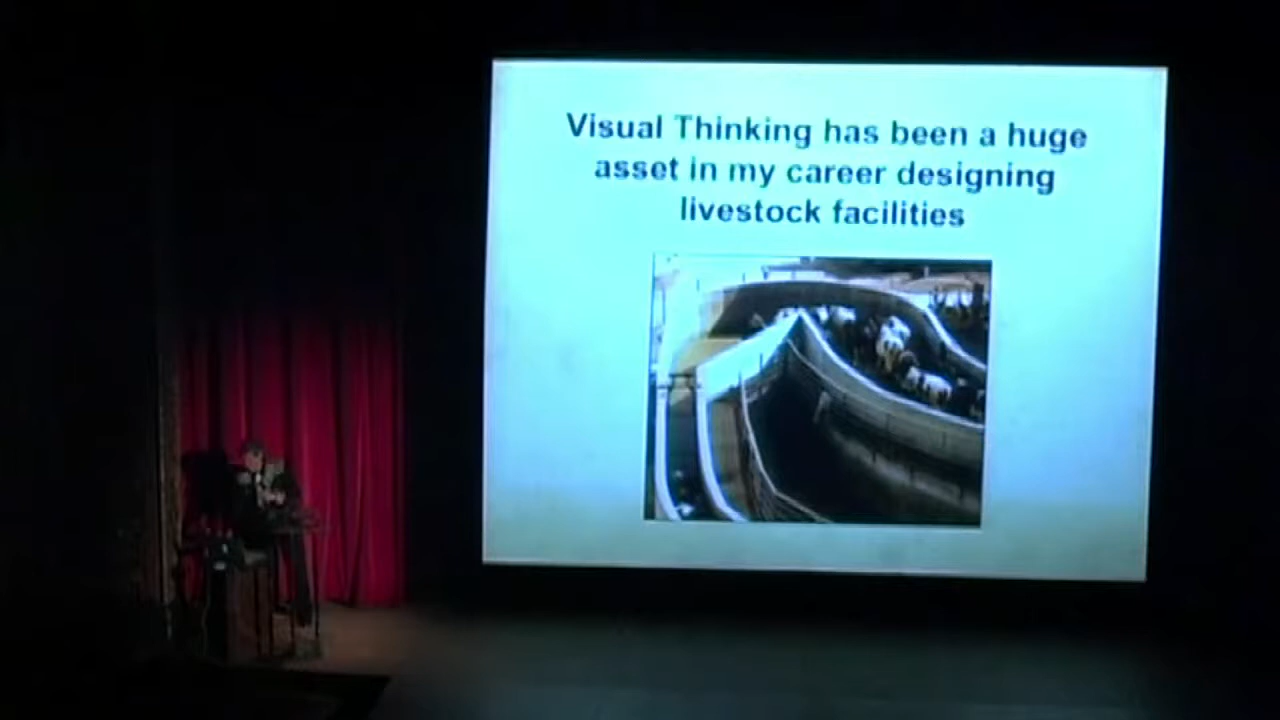 Visual Thinking has been a huge
asset in my career designing
livestock facilities